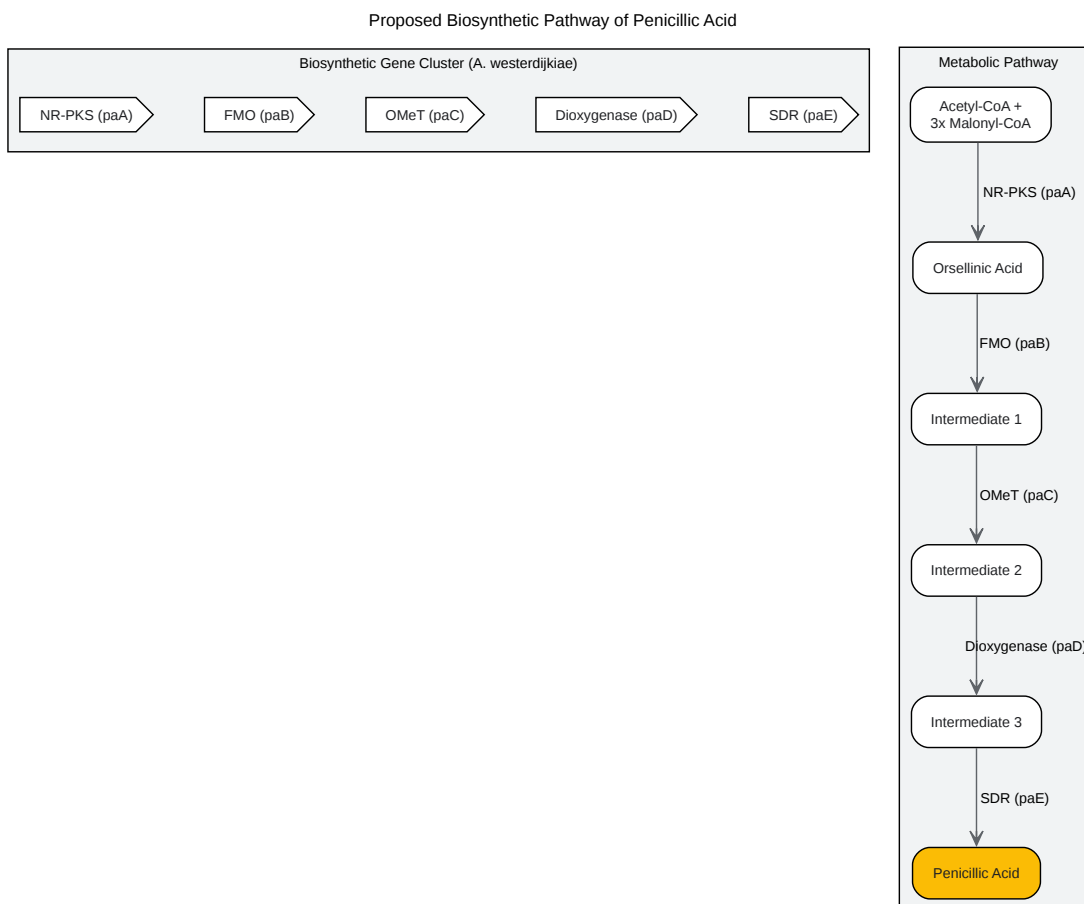 Proposed Biosynthetic Pathway of Penicillic Acid
Biosynthetic Gene Cluster (A. westerdijkiae)
NR-PKS (paA)
FMO (paB)
OMeT (paC)
Dioxygenase (paD)
SDR (paE)
Metabolic Pathway
Acetyl-CoA +
3x Malonyl-CoA
NR-PKS (paA)
Orsellinic Acid
FMO (paB)
Intermediate 1
OMeT (paC)
Intermediate 2
Dioxygenase (paD)
Intermediate 3
SDR (paE)
Penicillic Acid